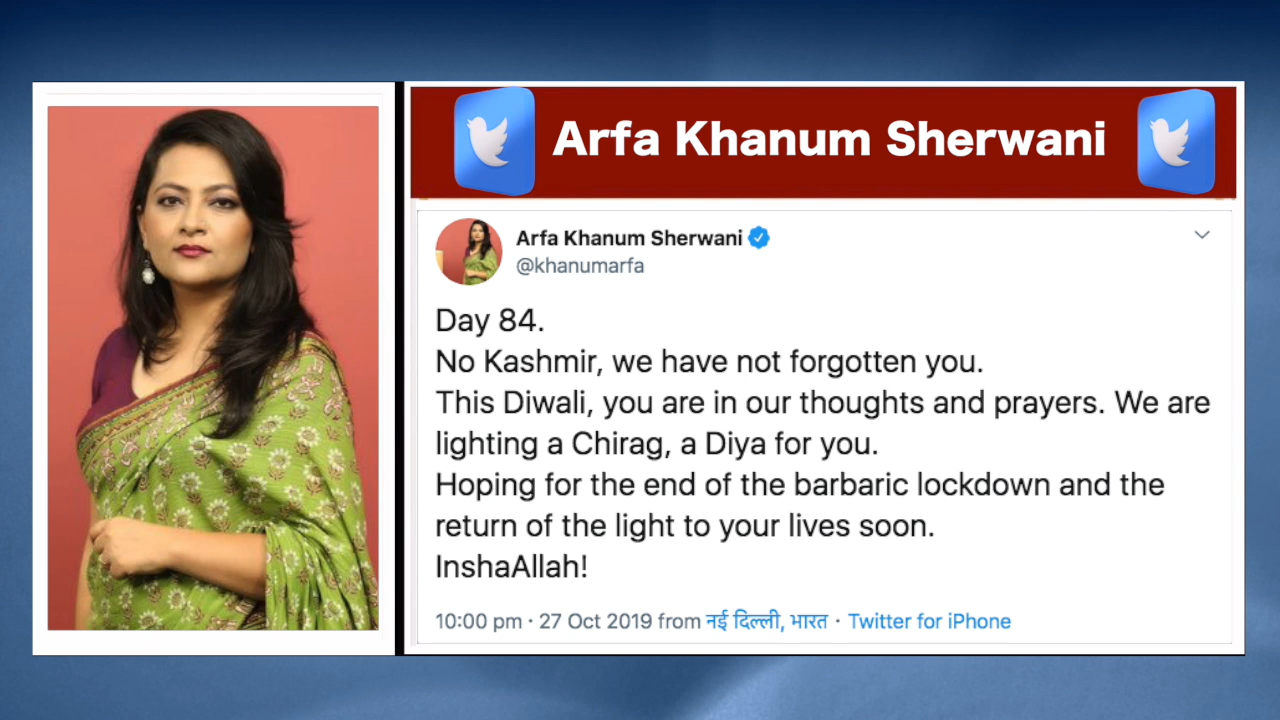 Arfa Khanum Sherwani
Arfa Khanum Sherwani
@khanumarfa
Day 84.
No Kashmir, we have not forgotten you.
This Diwali, you are in our thoughts and prayers. We are
lighting a Chirag, a Diya for you.
Hoping for the end of the barbaric lockdown and the
return of the light to your lives soon.
InshaAllah!
10:00 pm · 27 Oct 2019 from नई दिल्ली, भारत · Twitter for iPhone